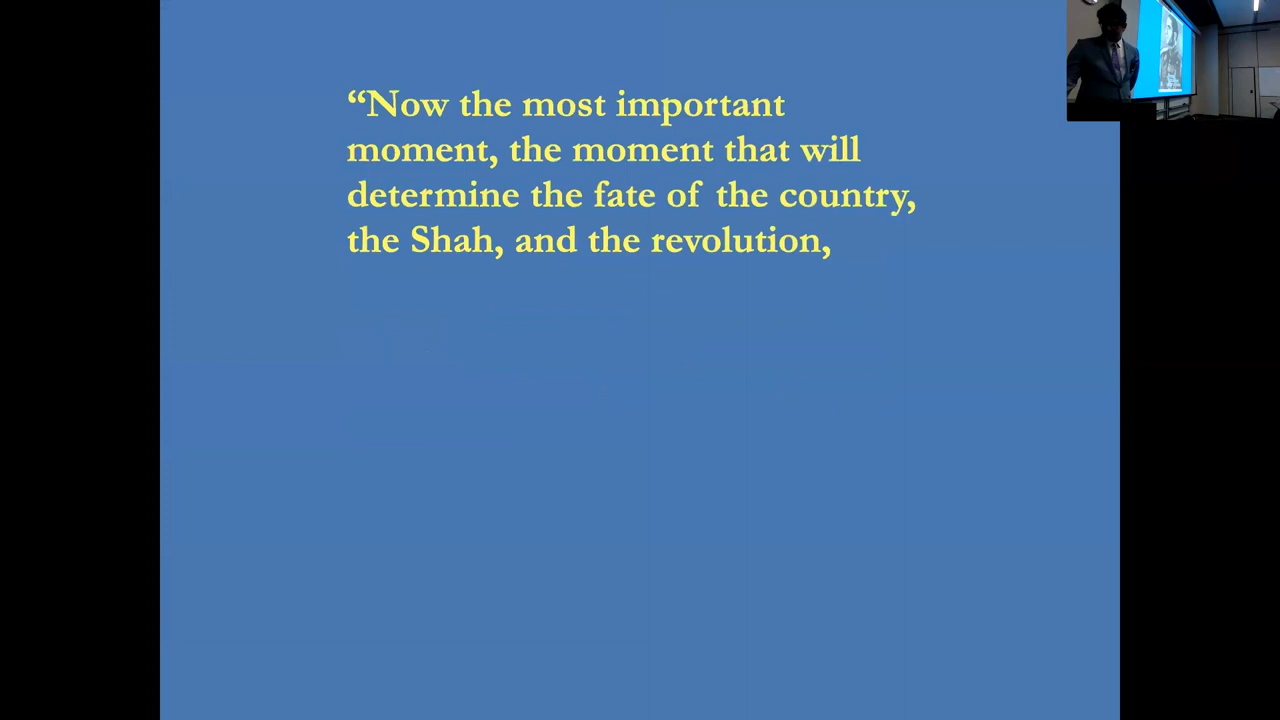 “Now the most important
moment, the moment that will
determine the fate of the country,
the Shah, and the revolution,